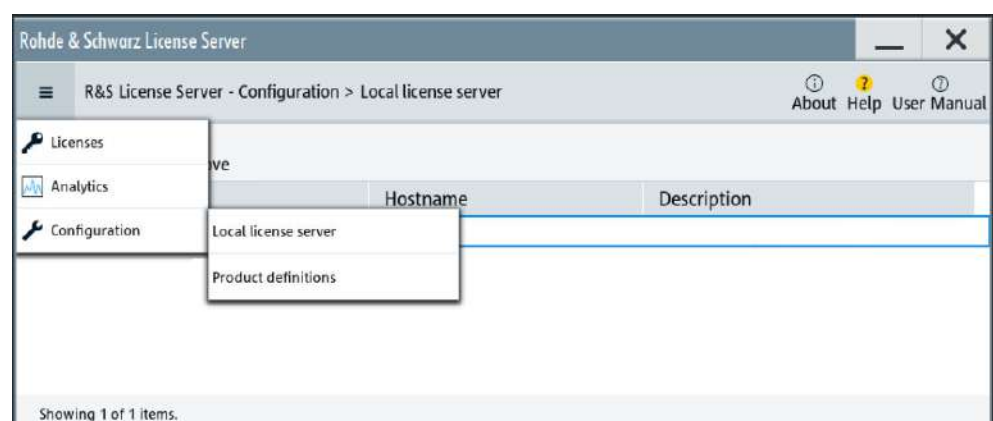 Rohde & Schwarz License Server
R&S License Server - Configuration > Local license server
About Help User Manual
Licenses
Analytics
Hostname Description
Configuration
Local license server
Product definitions
Showing 1 of 1 items.